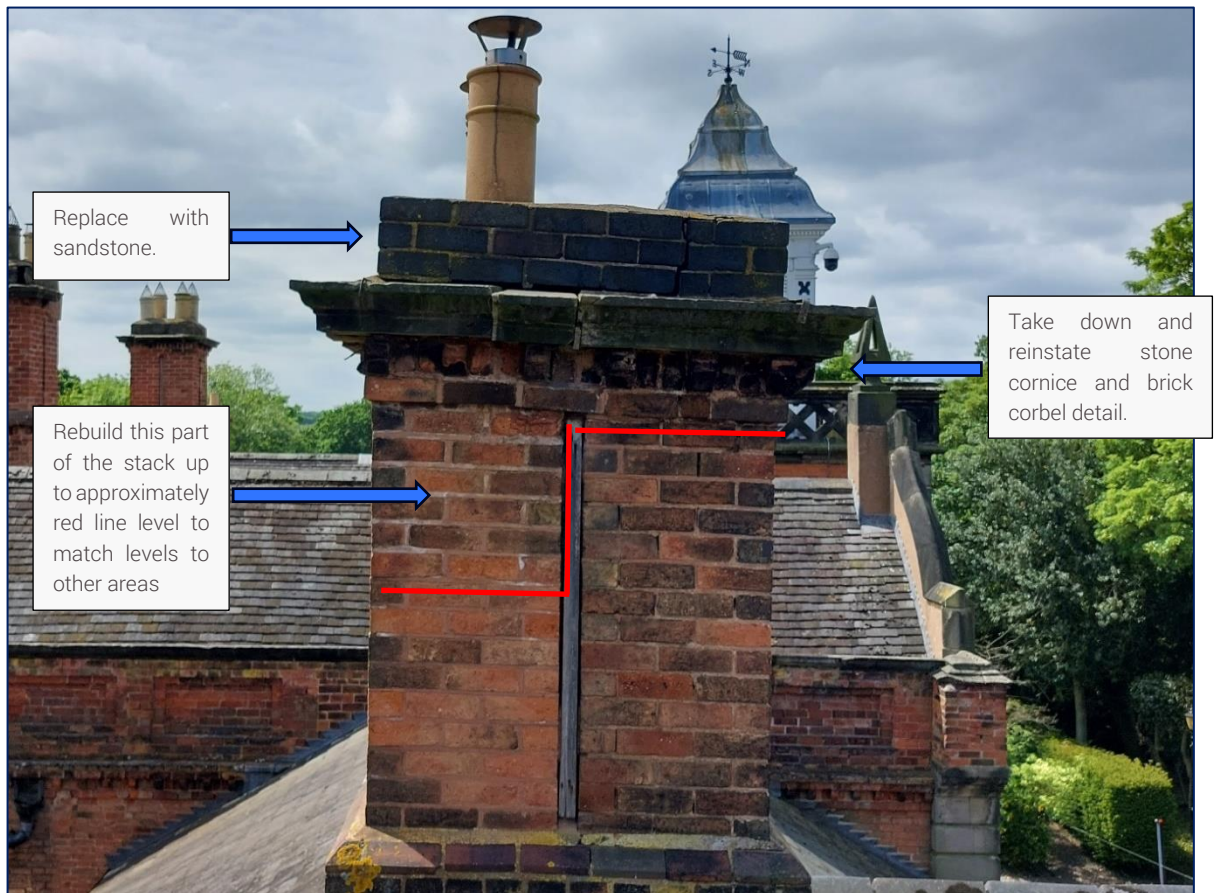 Replace with
sandstone.
Take down and
reinstate stone
cornice and brick
corbel detail.
Rebuild this part
of the stack up
to approximately
red line level to
match levels to
other areas